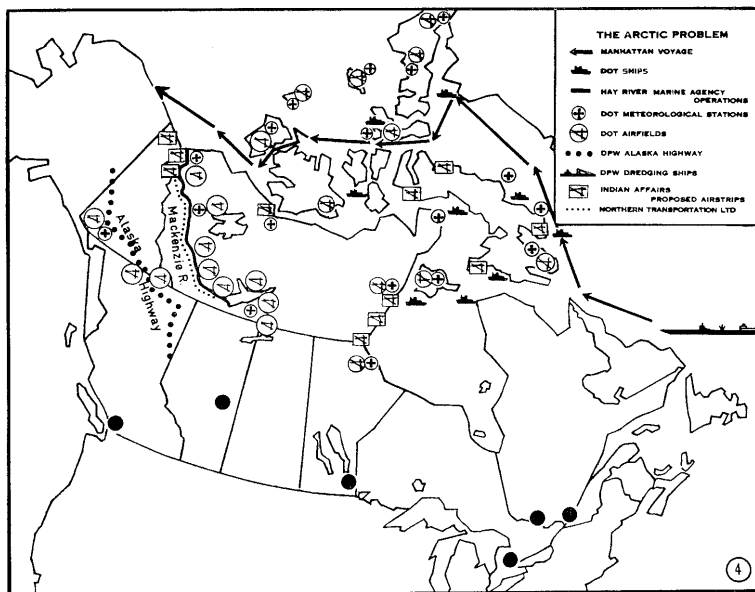 THE ARCTIC PROBLEM
MANHATTAN VOYAGE
DOT SHIPS
HAY RIVER MARINE AGENCY
OPERATIONS
DOT METEOROLOGICAL STATIONS
DOT AIRFIELDS
DPW ALASKA HIGHWAY
DPW DREDGING SHIPS
INDIAN AFFAIRS
PROPOSED AIRSTRIPS
NORTHERN TRANSPORTATION LTD
Mackenzie R
Alaska
Highway
4